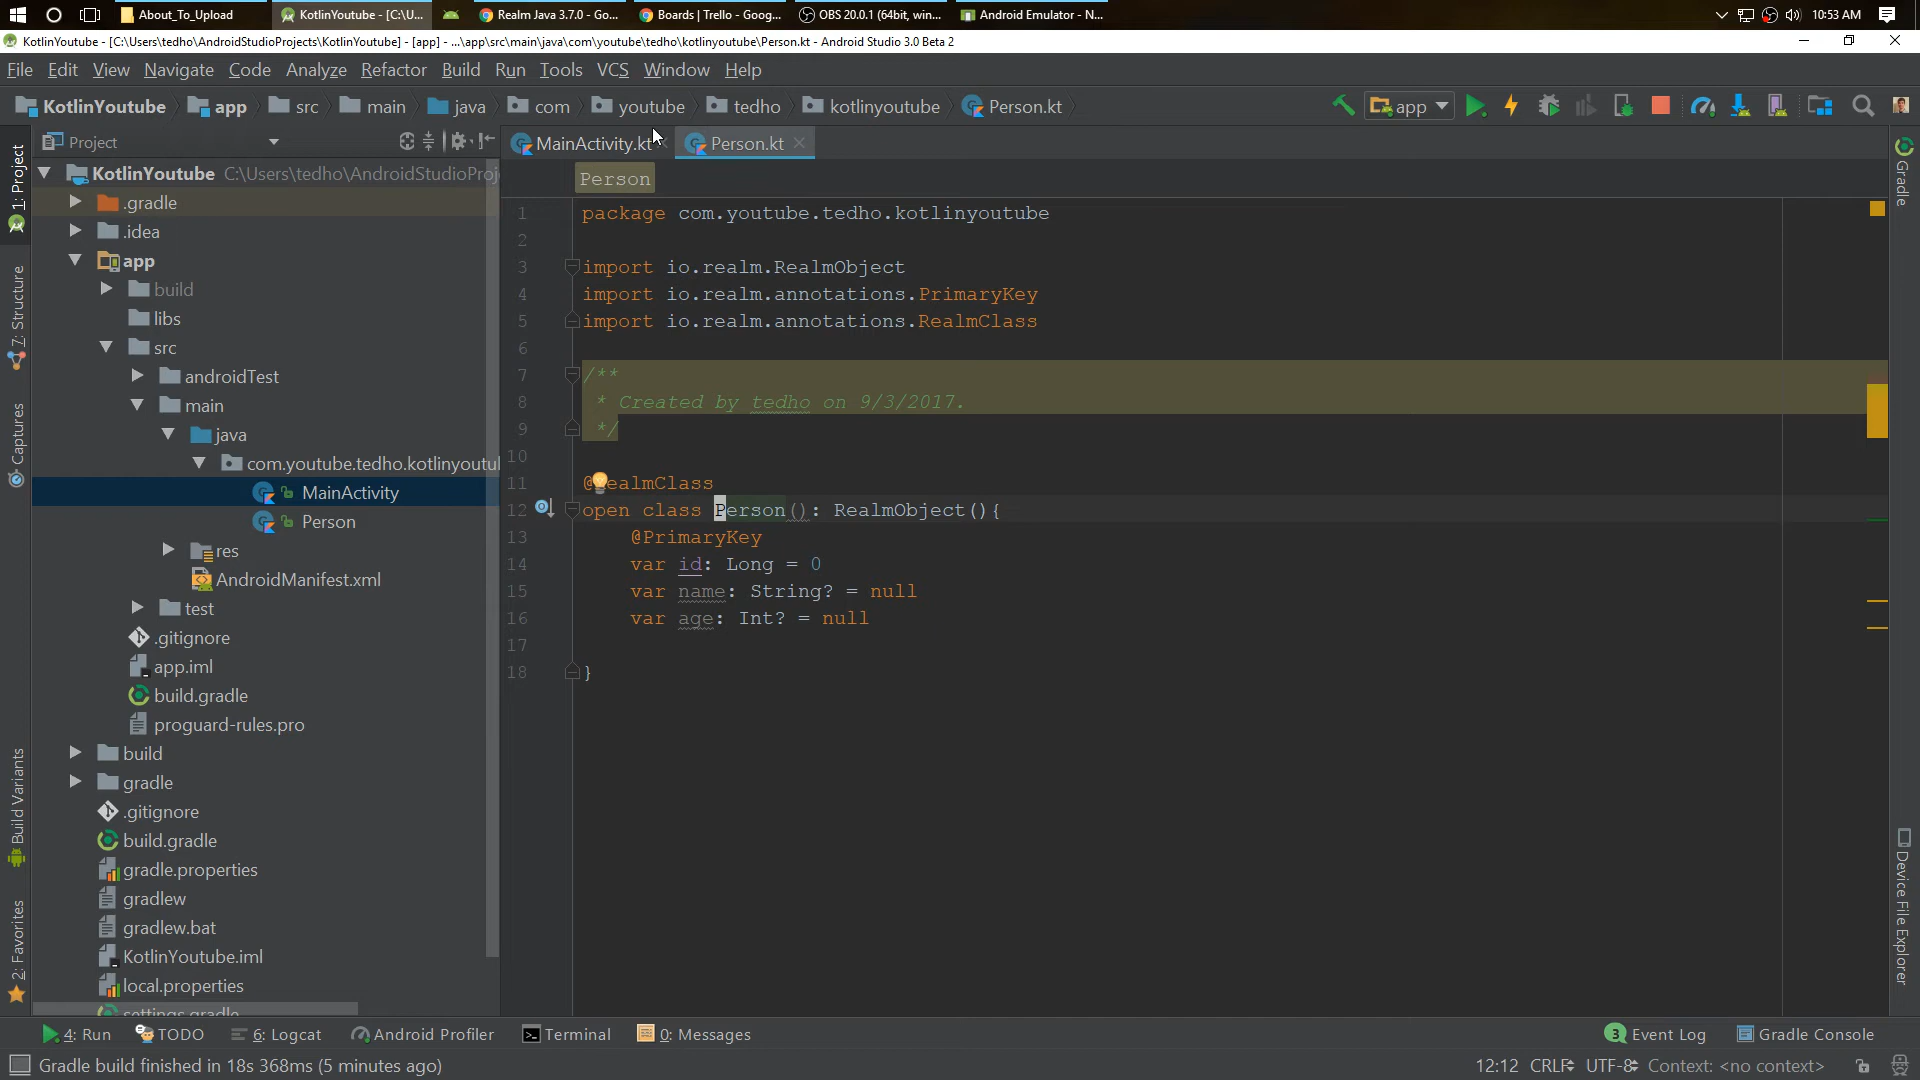 About_To_Upload
KotlinYoutube - [C:\U...
Realm Java 3.7.0 - Go...
Boards | Trello - Goog...
OBS 20.0.1 (64bit, win...
Android Emulator - N...
10:53 AM
KotlinYoutube - [C:\Users\tedho\AndroidStudioProjects\KotlinYoutube] - [app] - ...\app\src\main\java\com\youtube\tedho\kotlinyoutube\Person.kt - Android Studio 3.0 Beta 2
File Edit View Navigate Code Analyze Refactor Build Run Tools VCS Window Help
KotlinYoutube app src main java com youtube tedho kotlinyoutube Person.kt
app
Project
MainActivity.kt
Person.kt
KotlinYoutube C:\Users\tedho\AndroidStudioProj
.gradle
.idea
app
build
libs
src
androidTest
main
java
com.youtube.tedho.kotlinyoutu
MainActivity
Person
res
AndroidManifest.xml
test
.gitignore
app.iml
build.gradle
proguard-rules.pro
build
gradle
.gitignore
build.gradle
gradle.properties
gradlew
gradlew.bat
KotlinYoutube.iml
local.properties
settings.gradle
1: Project
7: Structure
Captures
Build Variants
2: Favorites
Person
1 package com.youtube.tedho.kotlinyoutube
2
3 import io.realm.RealmObject
4 import io.realm.annotations.PrimaryKey
5 import io.realm.annotations.RealmClass
6
7 /**
8 * Created by tedho on 9/3/2017.
9 */
10
11 @RealmClass
12 open class Person(): RealmObject(){
13 @PrimaryKey
14 var id: Long = 0
15 var name: String? = null
16 var age: Int? = null
17
18 }
Gradle
Device File Explorer
4: Run
TODO
6: Logcat
Android Profiler
Terminal
0: Messages
3 Event Log
Gradle Console
Gradle build finished in 18s 368ms (5 minutes ago)
12:12 CRLF UTF-8 Context: <no context>